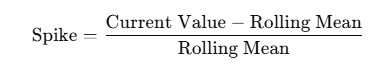 Spike = Current Value − Rolling Mean / Rolling Mean